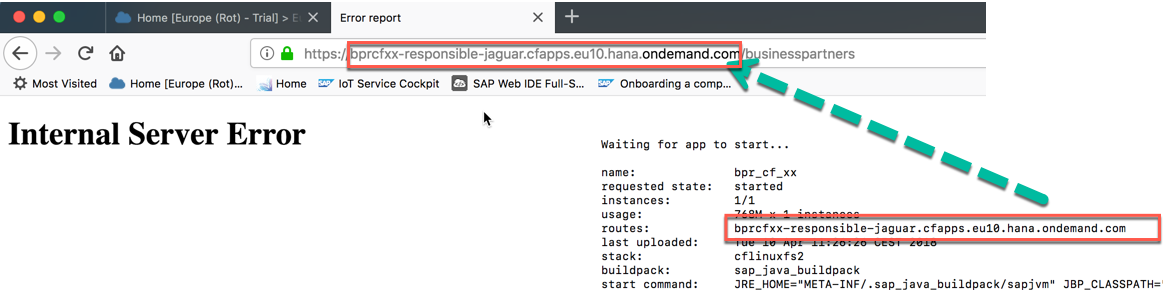 Home [Europe (Rot) - Trial] > E
Error report
https://bprcfxx-responsible-jaguar.cfapps.eu10.hana.ondemand.com/businesspartners
Most Visited
Home [Europe (Rot)...
Home
SAP IoT Service Cockpit
SAP Web IDE Full-S...
SAP Onboarding a comp...
Internal Server Error
Waiting for app to start...
name: bpr_cf_xx
requested state: started
instances: 1/1
usage: 768M x 1 instances
routes: bprcfxx-responsible-jaguar.cfapps.eu10.hana.ondemand.com
last uploaded: Tue 10 Apr 11:26:26 CEST 2018
stack: cflinuxfs2
buildpack: sap_java_buildpack
start command: JRE_HOME="META-INF/.sap_java_buildpack/sapjvm" JBP_CLASSPATH="